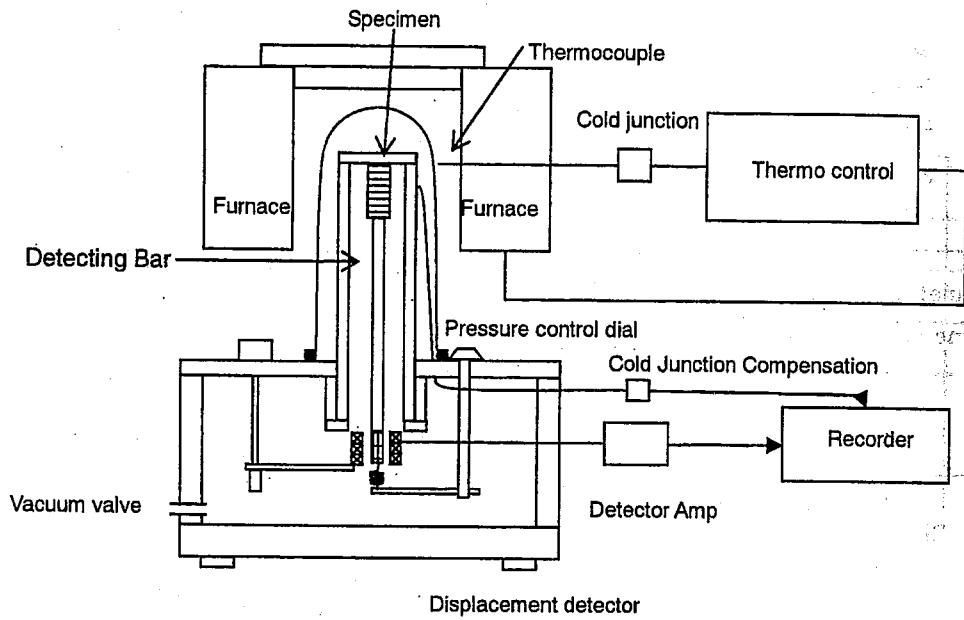 Specimen
Thermocouple
Cold junction
Thermo control
Furnace
Furnace
Detecting Bar
Pressure control dial
Cold Junction Compensation
Recorder
Vacuum valve
Detector Amp
Displacement detector